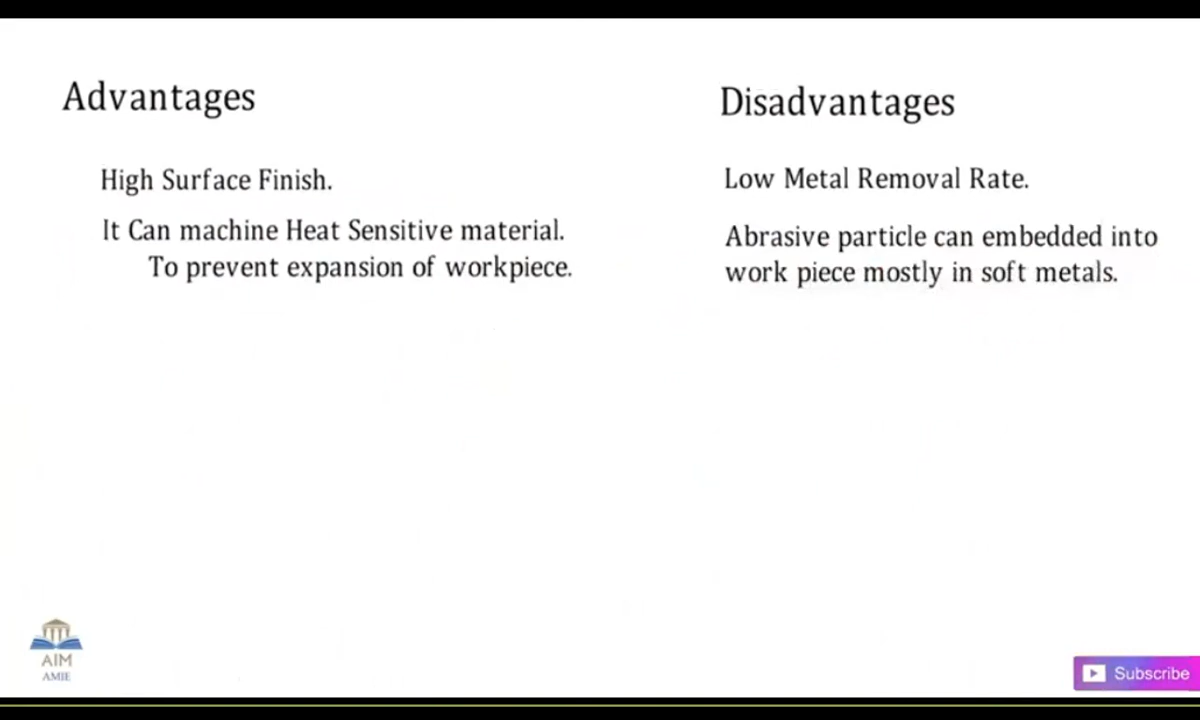 Advantages
High Surface Finish.
It Can machine Heat Sensitive material.
To prevent expansion of workpiece.
Disadvantages
Low Metal Removal Rate.
Abrasive particle can embedded into
work piece mostly in soft metals.
AIM
AMIE
Subscribe